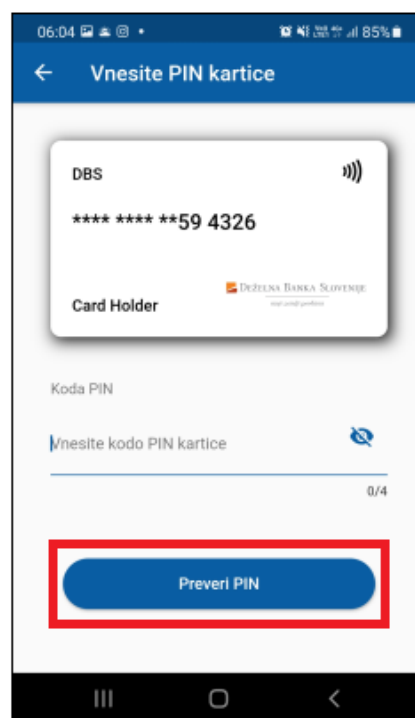 06:04 85%
Vnesite PIN kartice
DBS
**** **** **59 4326
DEŽELNA BANKA SLOVENIJE
Card Holder
Koda PIN
Vnesite kodo PIN kartice
0/4
Preveri PIN